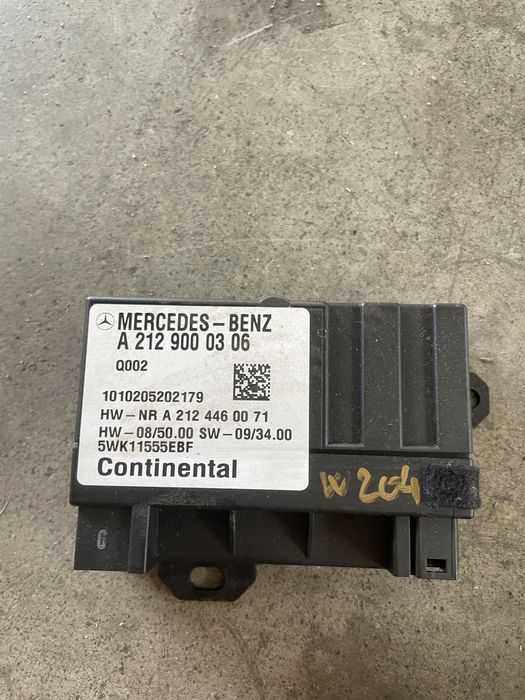 MERCEDES-BENZ
A 212 900 03 06
Q002
1010205202179
HW-NR A 212 446 00 71
HW-08/50.00 SW-09/34.00
5WK11555EBF
Continental
W 204
G